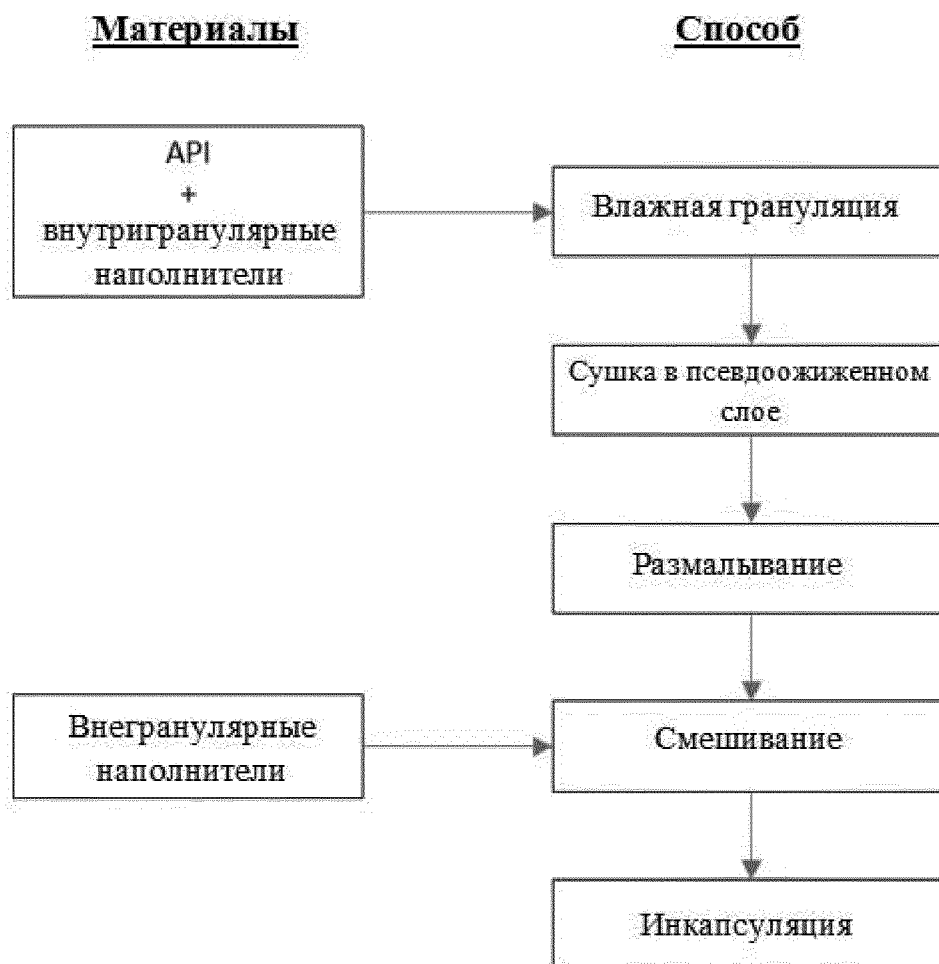 Материалы
Способ
API
+
внутригранулярные
наполнители
Влажная грануляция
Сушка в псевдоожиженном
слое
Размалывание
Внегранулярные
наполнители
Смешивание
Инкапсуляция